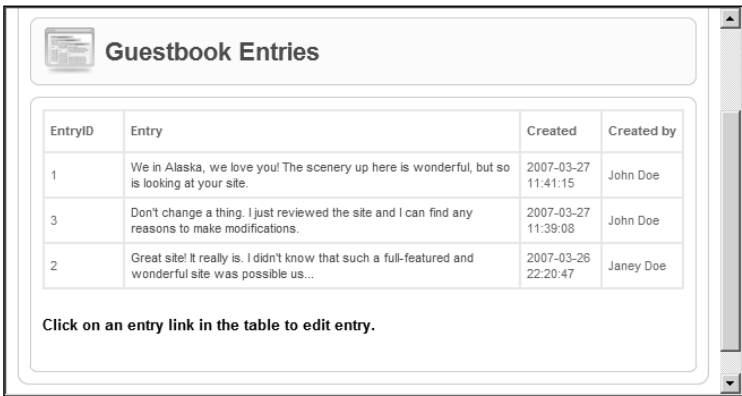 Guestbook Entries
EntryID Entry Created Created by
1 We in Alaska, we love you! The scenery up here is wonderful, but so is looking at your site. 2007-03-27 11:41:15 John Doe
3 Don't change a thing. I just reviewed the site and I can find any reasons to make modifications. 2007-03-27 11:39:08 John Doe
2 Great site! It really is. I didn't know that such a full-featured and wonderful site was possible us... 2007-03-26 22:20:47 Janey Doe
Click on an entry link in the table to edit entry.